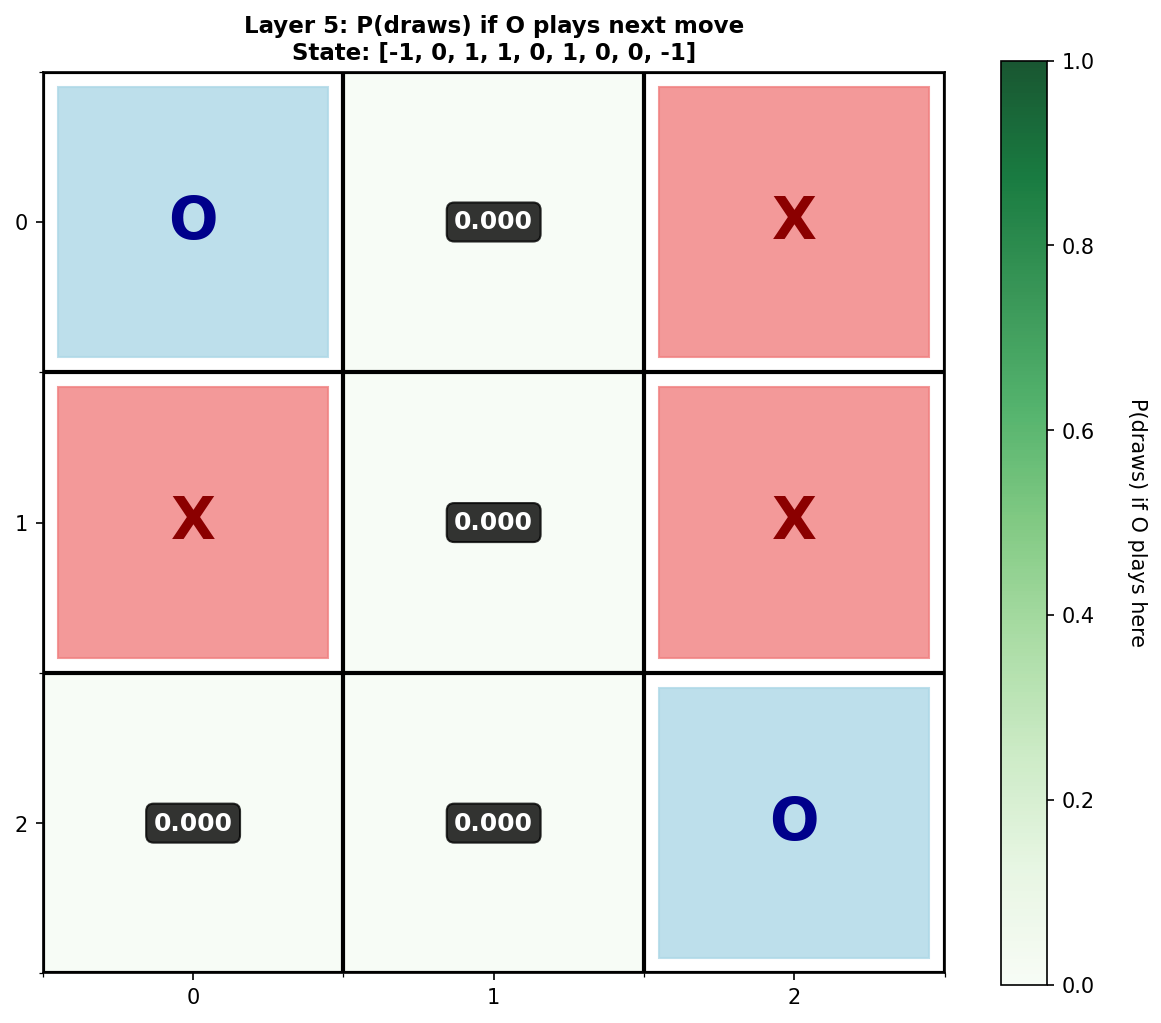 Layer 5: P(draws) if O plays next move
State: [-1, 0, 1, 1, 0, 1, 0, 0, -1]
0
O
0.000
X
1
X
0.000
X
2
0.000
0.000
O
0
1
2
1.0
0.8
0.6
0.4
0.2
0.0
P(draws) if O plays here